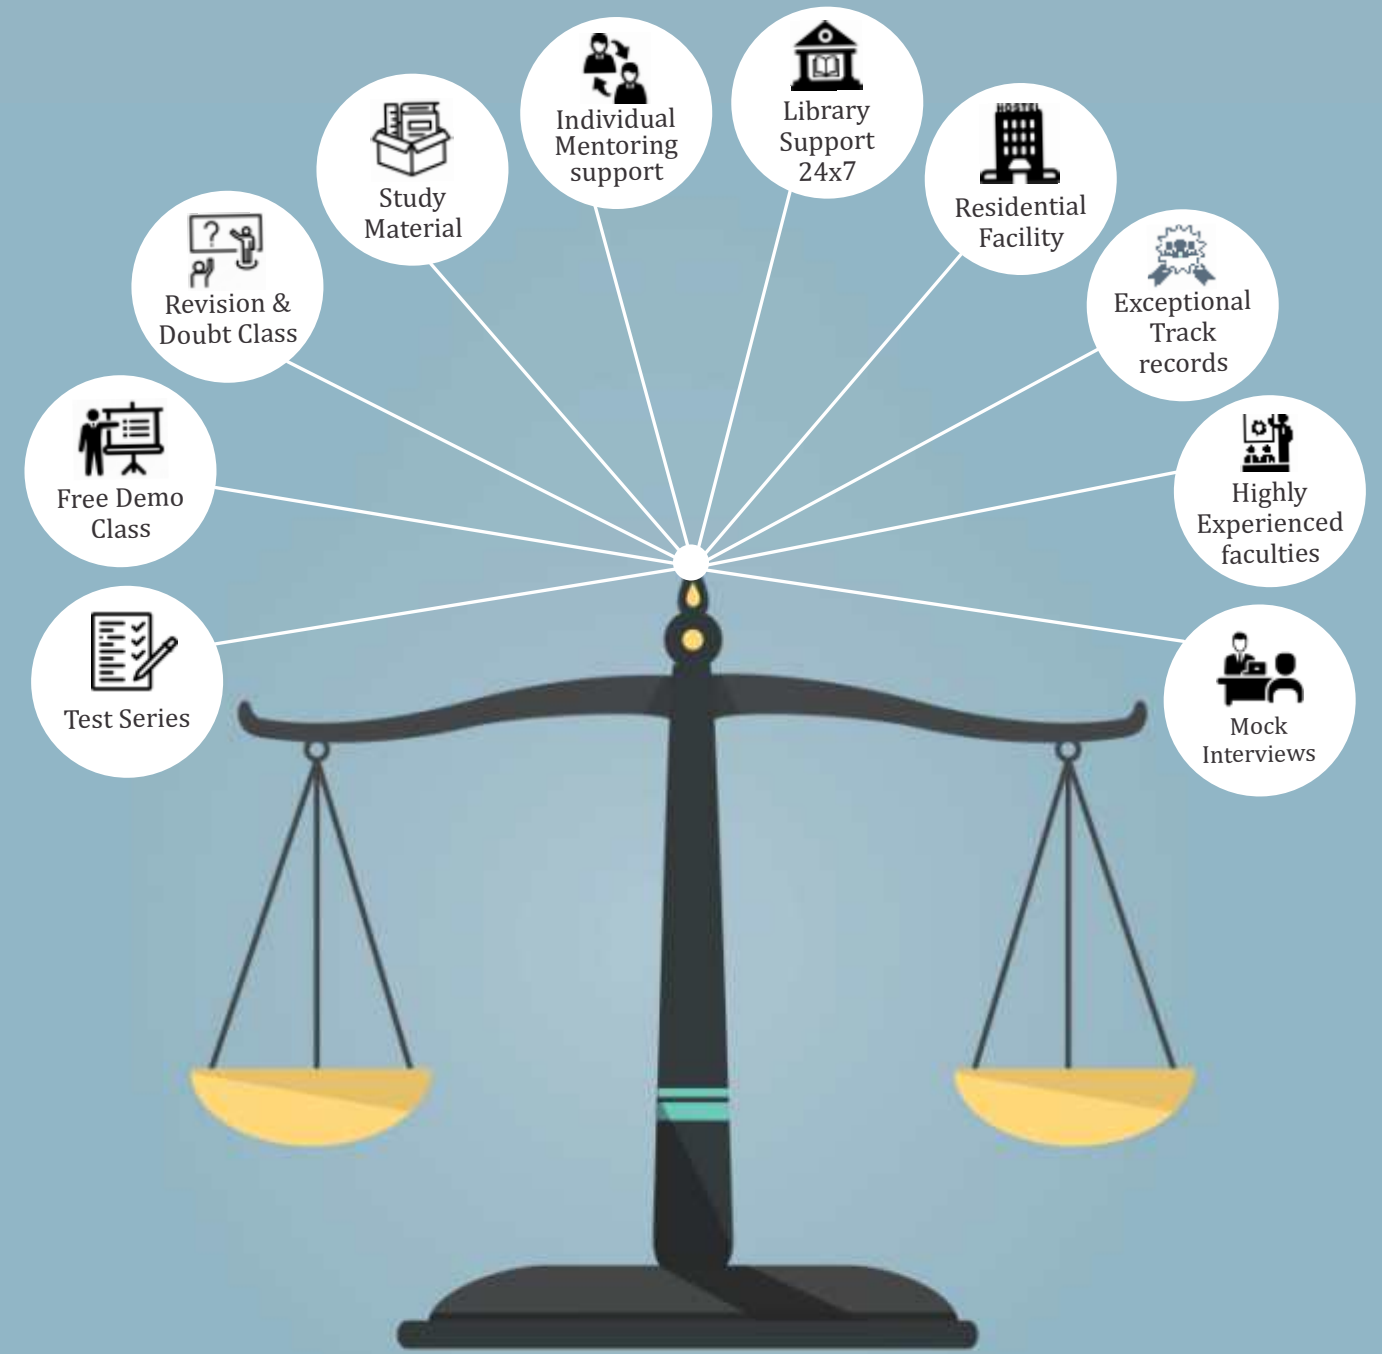 Individual
Mentoring
support
Library
Support
24x7
Study
Material
HOSTEL
Residential
Facility
Revision &
Doubt Class
Exceptional
Track
records
Free Demo
Class
Highly
Experienced
faculties
Test Series
Mock
Interviews